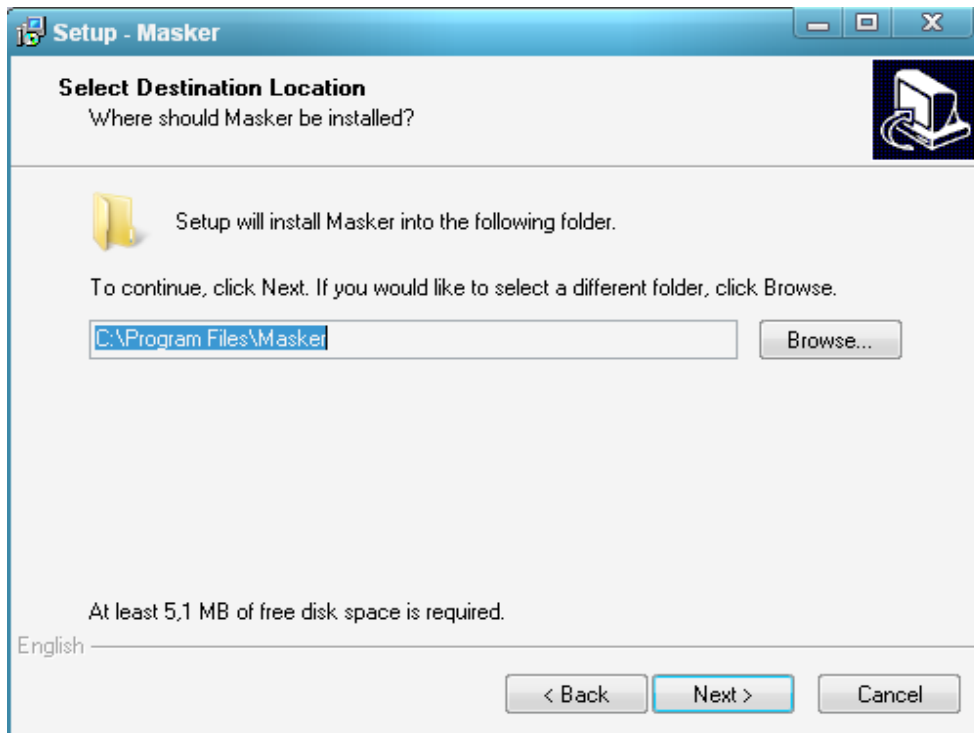 Setup - Masker
Select Destination Location
Where should Masker be installed?
Setup will install Masker into the following folder.
To continue, click Next. If you would like to select a different folder, click Browse.
C:\Program Files\Masker
Browse...
At least 5,1 MB of free disk space is required.
English
< Back
Next >
Cancel